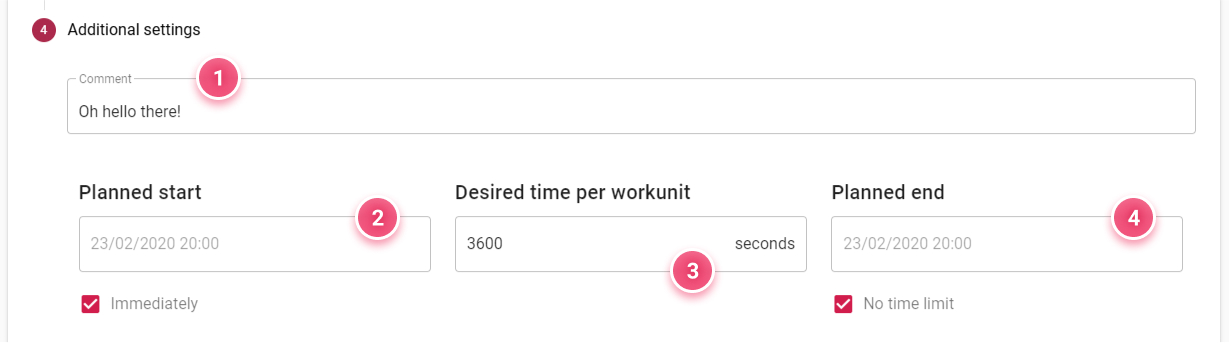 4 Additional settings
Comment 1
Oh hello there!
Planned start Desired time per workunit Planned end
2 4
23/02/2020 20:00 3600 seconds 23/02/2020 20:00
3
Immediately No time limit